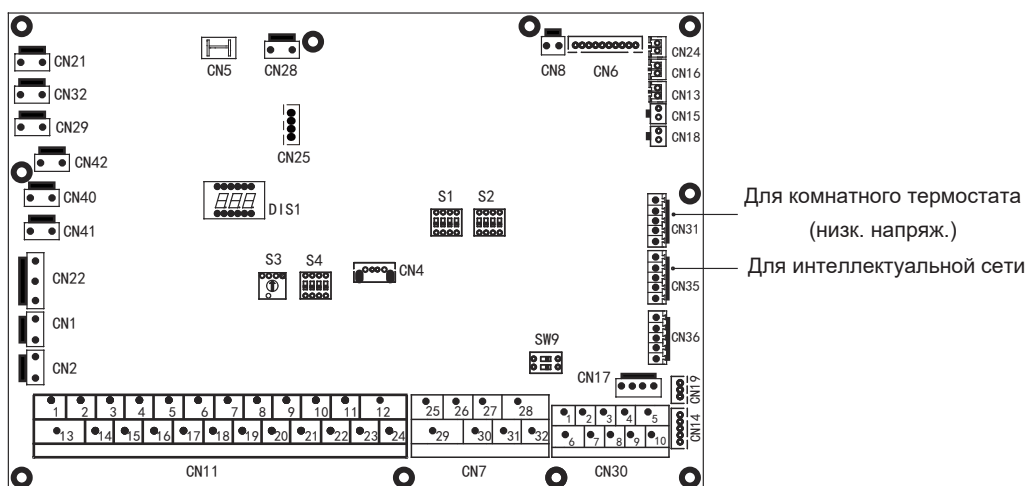 CN21
CN32
CN29
CN42
CN40
CN41
CN22
CN1
CN2
CN5
CN28
CN25
DIS1
S1 S2
S3 S4
CN4
CN8 CN6
CN24
CN16
CN13
CN15
CN18
CN31
Для комнатного термостата
(низк. напряж.)
CN35
Для интеллектуальной сети
CN36
SW9
CN17
CN19
CN14
1 2 3 4 5 6 7 8 9 10 11 12
13 14 15 16 17 18 19 20 21 22 23 24
CN11
25 26 27 28
29 30 31 32
CN7
1 2 3 4 5
6 7 8 9 10
CN30